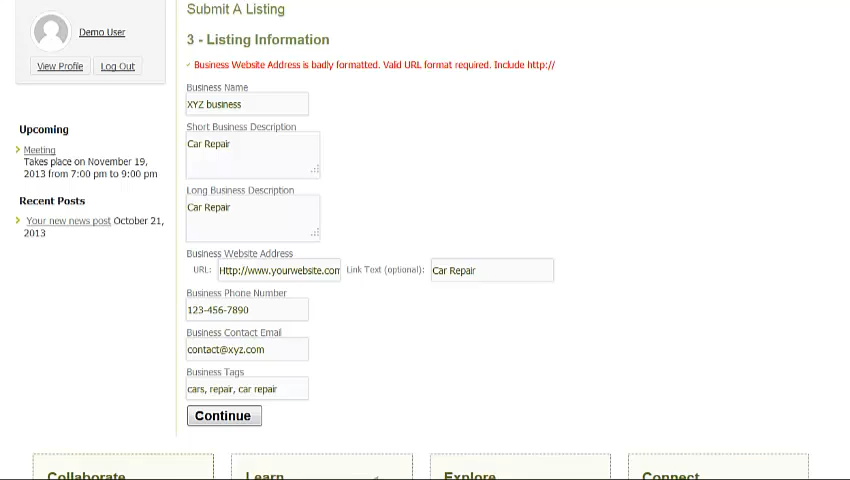 Submit A Listing
Demo User
View Profile
Log Out
3 - Listing Information
Business Website Address is badly formatted. Valid URL format required. Include http://
Business Name
XYZ business
Short Business Description
Car Repair
Long Business Description
Car Repair
Business Website Address
URL: Http://www.yourwebsite.com Link Text (optional): Car Repair
Business Phone Number
123-456-7890
Business Contact Email
contact@xyz.com
Business Tags
cars, repair, car repair
Continue
Upcoming
Meeting
Takes place on November 19,
2013 from 7:00 pm to 9:00 pm
Recent Posts
Your new news post October 21,
2013
Collaborate
Learn
Explore
Connect